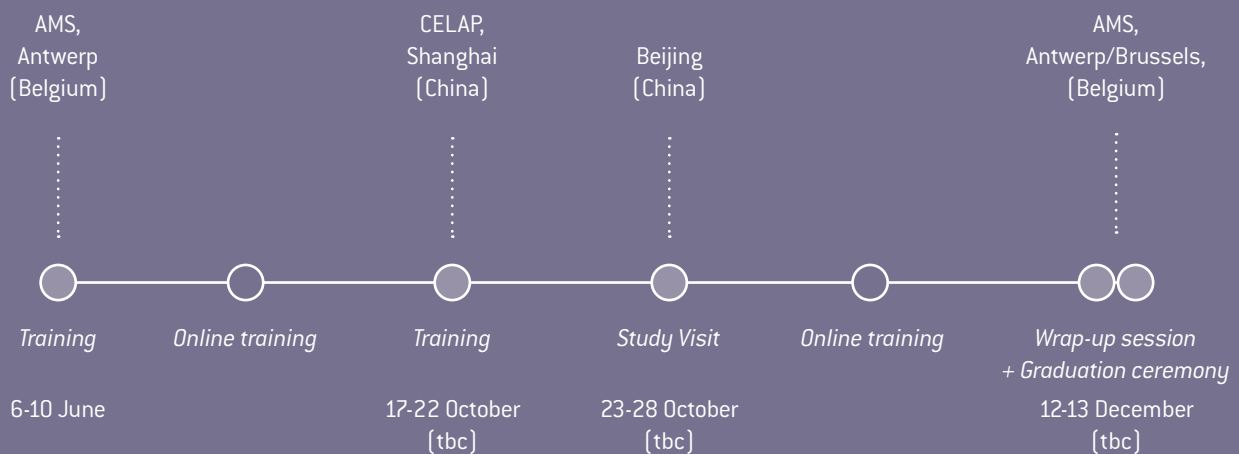 AMS,
Antwerp
(Belgium)
CELAP,
Shanghai
(China)
Beijing
(China)
AMS,
Antwerp/Brussels,
(Belgium)
Training
Online training
Training
Study Visit
Online training
Wrap-up session
+ Graduation ceremony
6-10 June
17-22 October
(tbc)
23-28 October
(tbc)
12-13 December
(tbc)